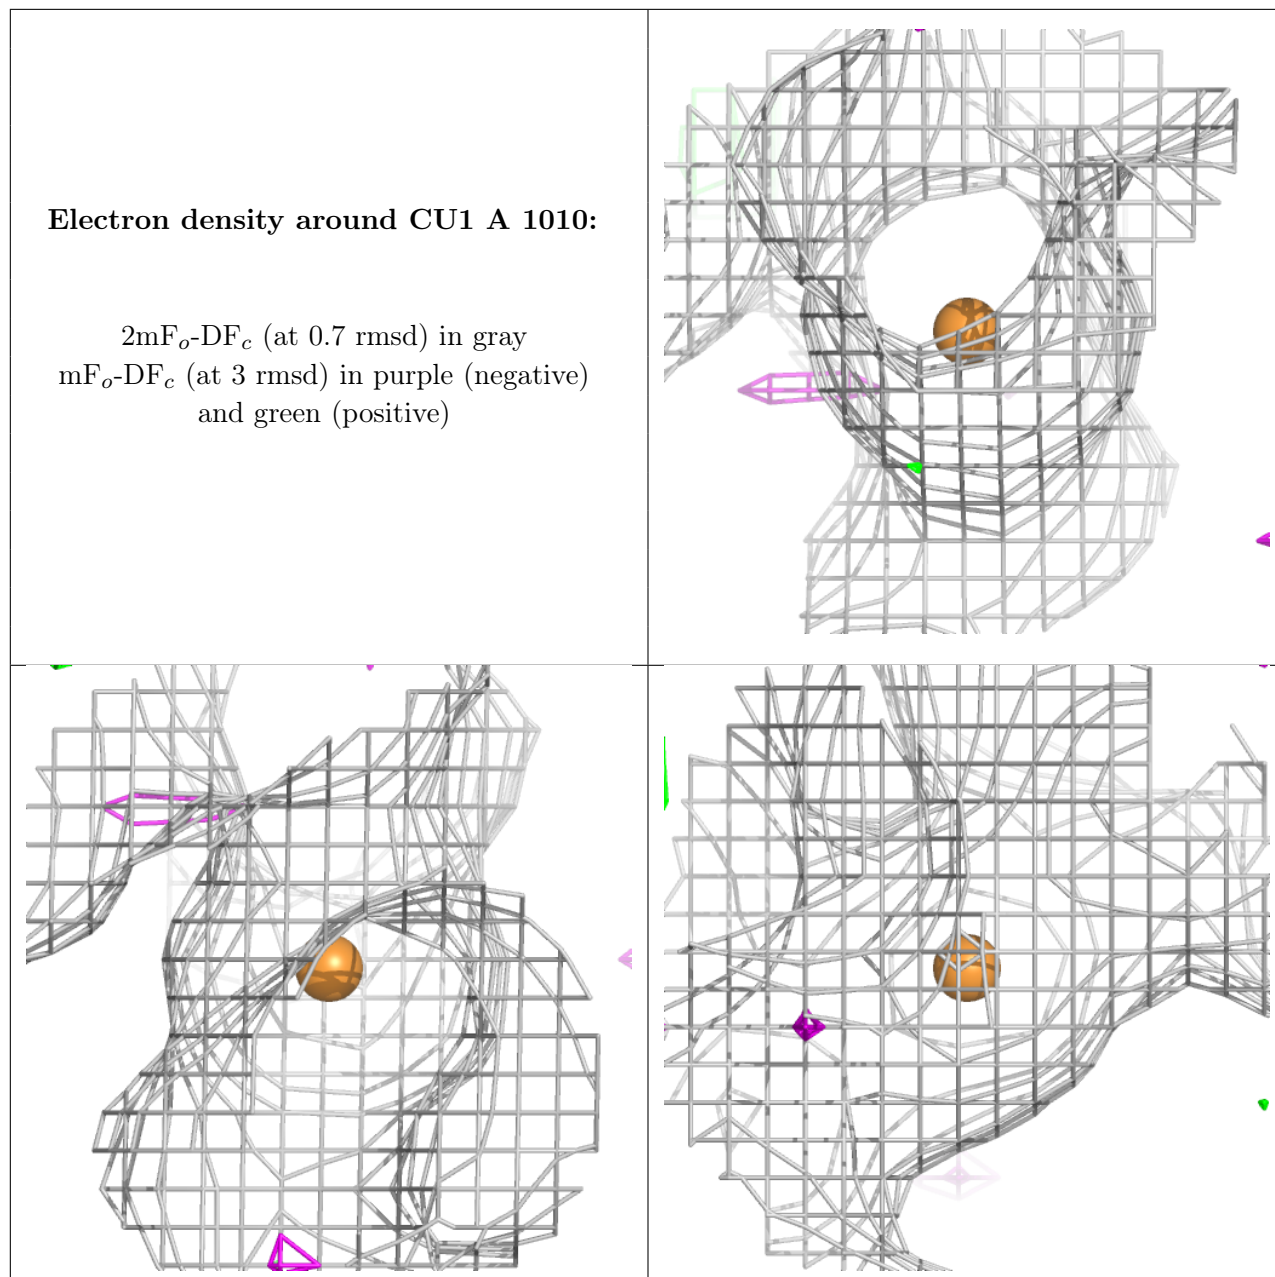 Electron density around CU1 A 1010:
2mFo-DFc (at 0.7 rmsd) in gray
mFo-DFc (at 3 rmsd) in purple (negative)
and green (positive)